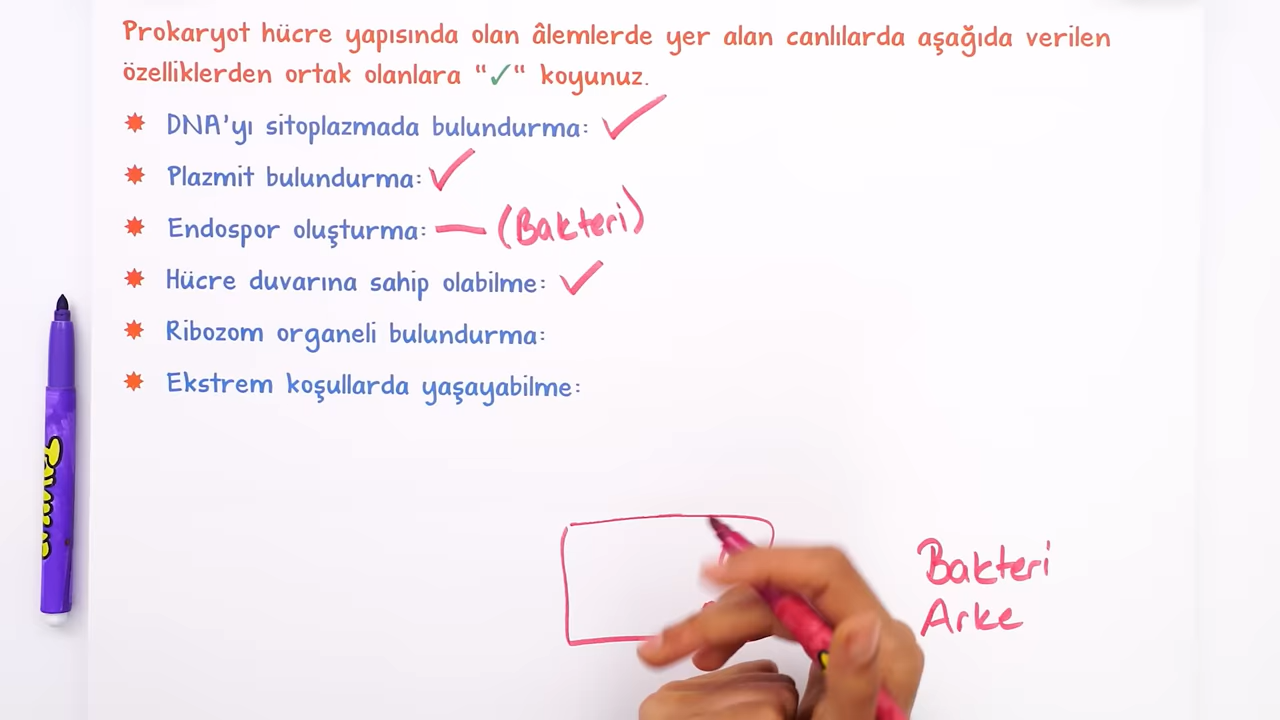 Prokaryot hücre yapısında olan âlemlerde yer alan canlılarda aşağıda verilen
özelliklerden ortak olanlara "✓" koyunuz.
✸ DNA'yı sitoplazmada bulundurma: ✓
✸ Plazmit bulundurma: ✓
✸ Endospor oluşturma: — (Bakteri)
✸ Hücre duvarına sahip olabilme: ✓
✸ Ribozom organeli bulundurma:
✸ Ekstrem koşullarda yaşayabilme:
Bakteri
Arke